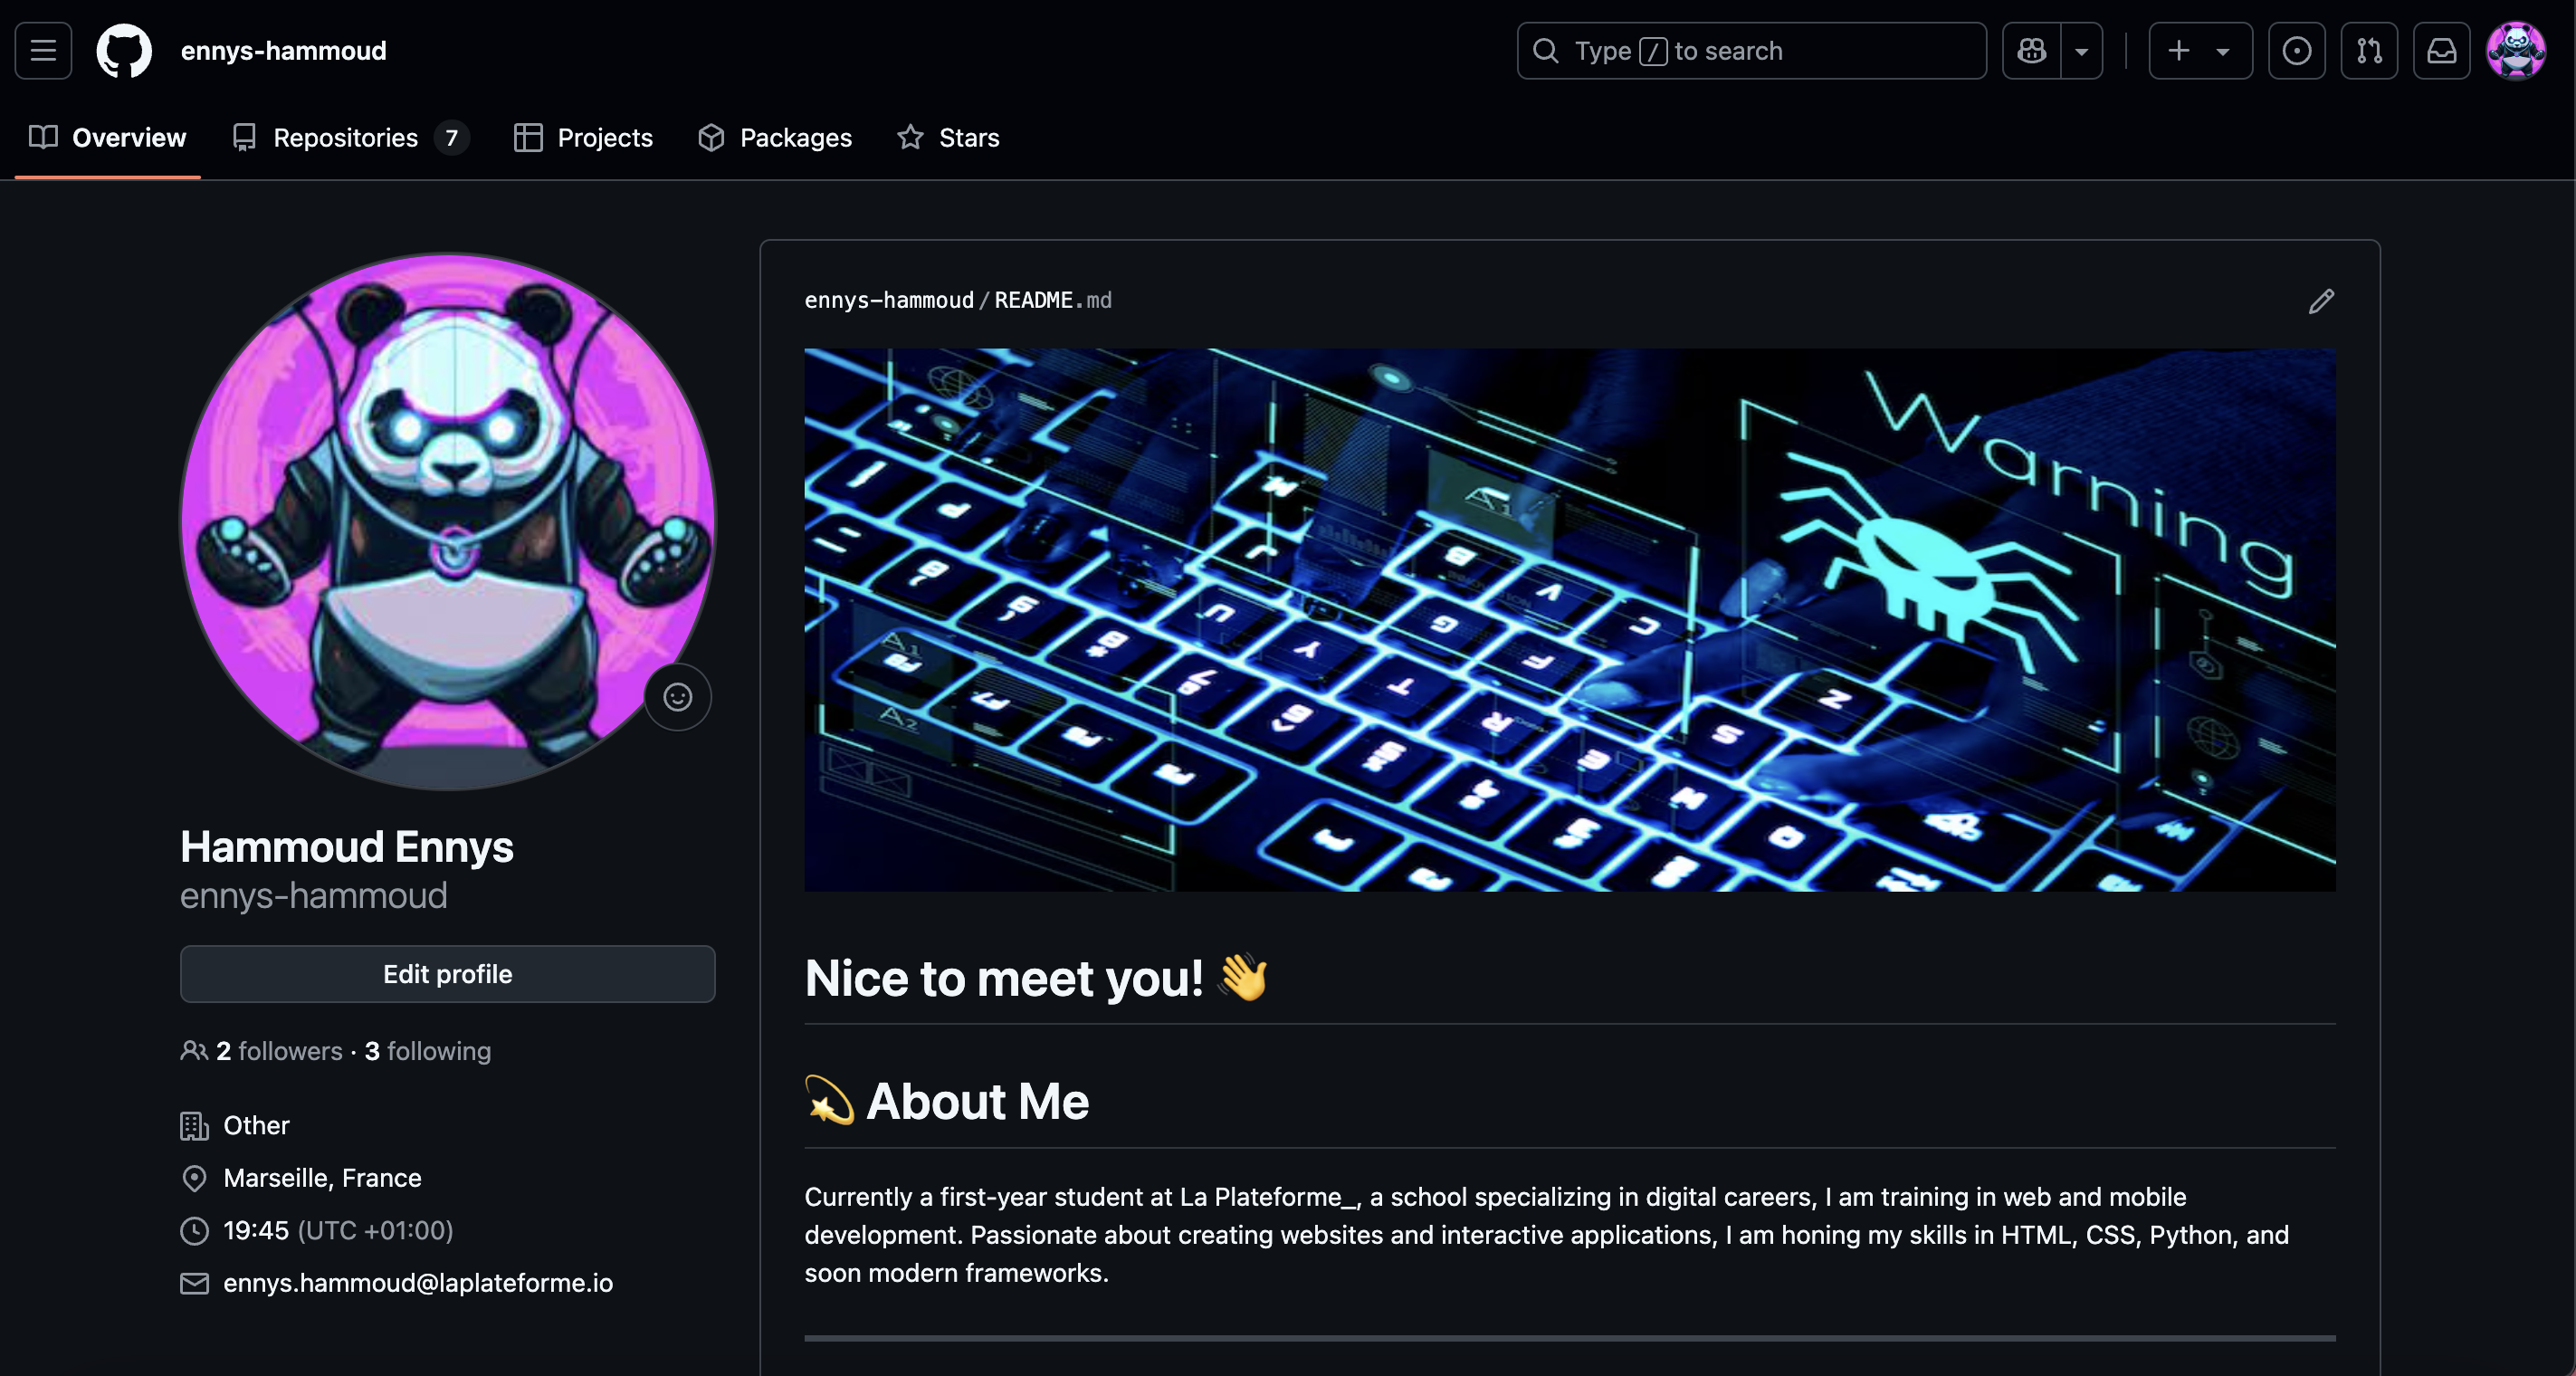 ennys-hammoud
Type / to search
Overview
Repositories 7
Projects
Packages
Stars
ennys-hammoud/README.md
Warning
Hammoud Ennys
ennys-hammoud
Edit profile
2 followers · 3 following
Other
Marseille, France
19:45 (UTC +01:00)
ennys.hammoud@laplateforme.io
Nice to meet you! 👋
💫 About Me
Currently a first-year student at La Plateforme_, a school specializing in digital careers, I am training in web and mobile
development. Passionate about creating websites and interactive applications, I am honing my skills in HTML, CSS, Python, and
soon modern frameworks.